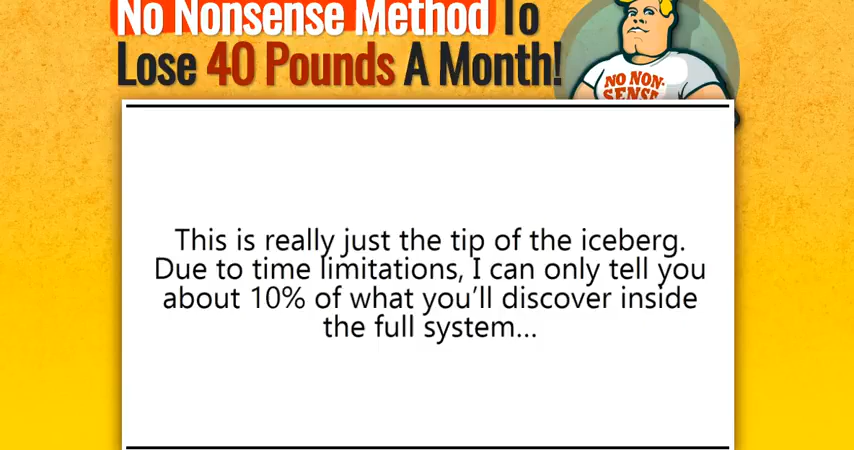 No Nonsense Method To
Lose 40 Pounds A Month!
NO NON-
SENSE
This is really just the tip of the iceberg.
Due to time limitations, I can only tell you
about 10% of what you'll discover inside
the full system...